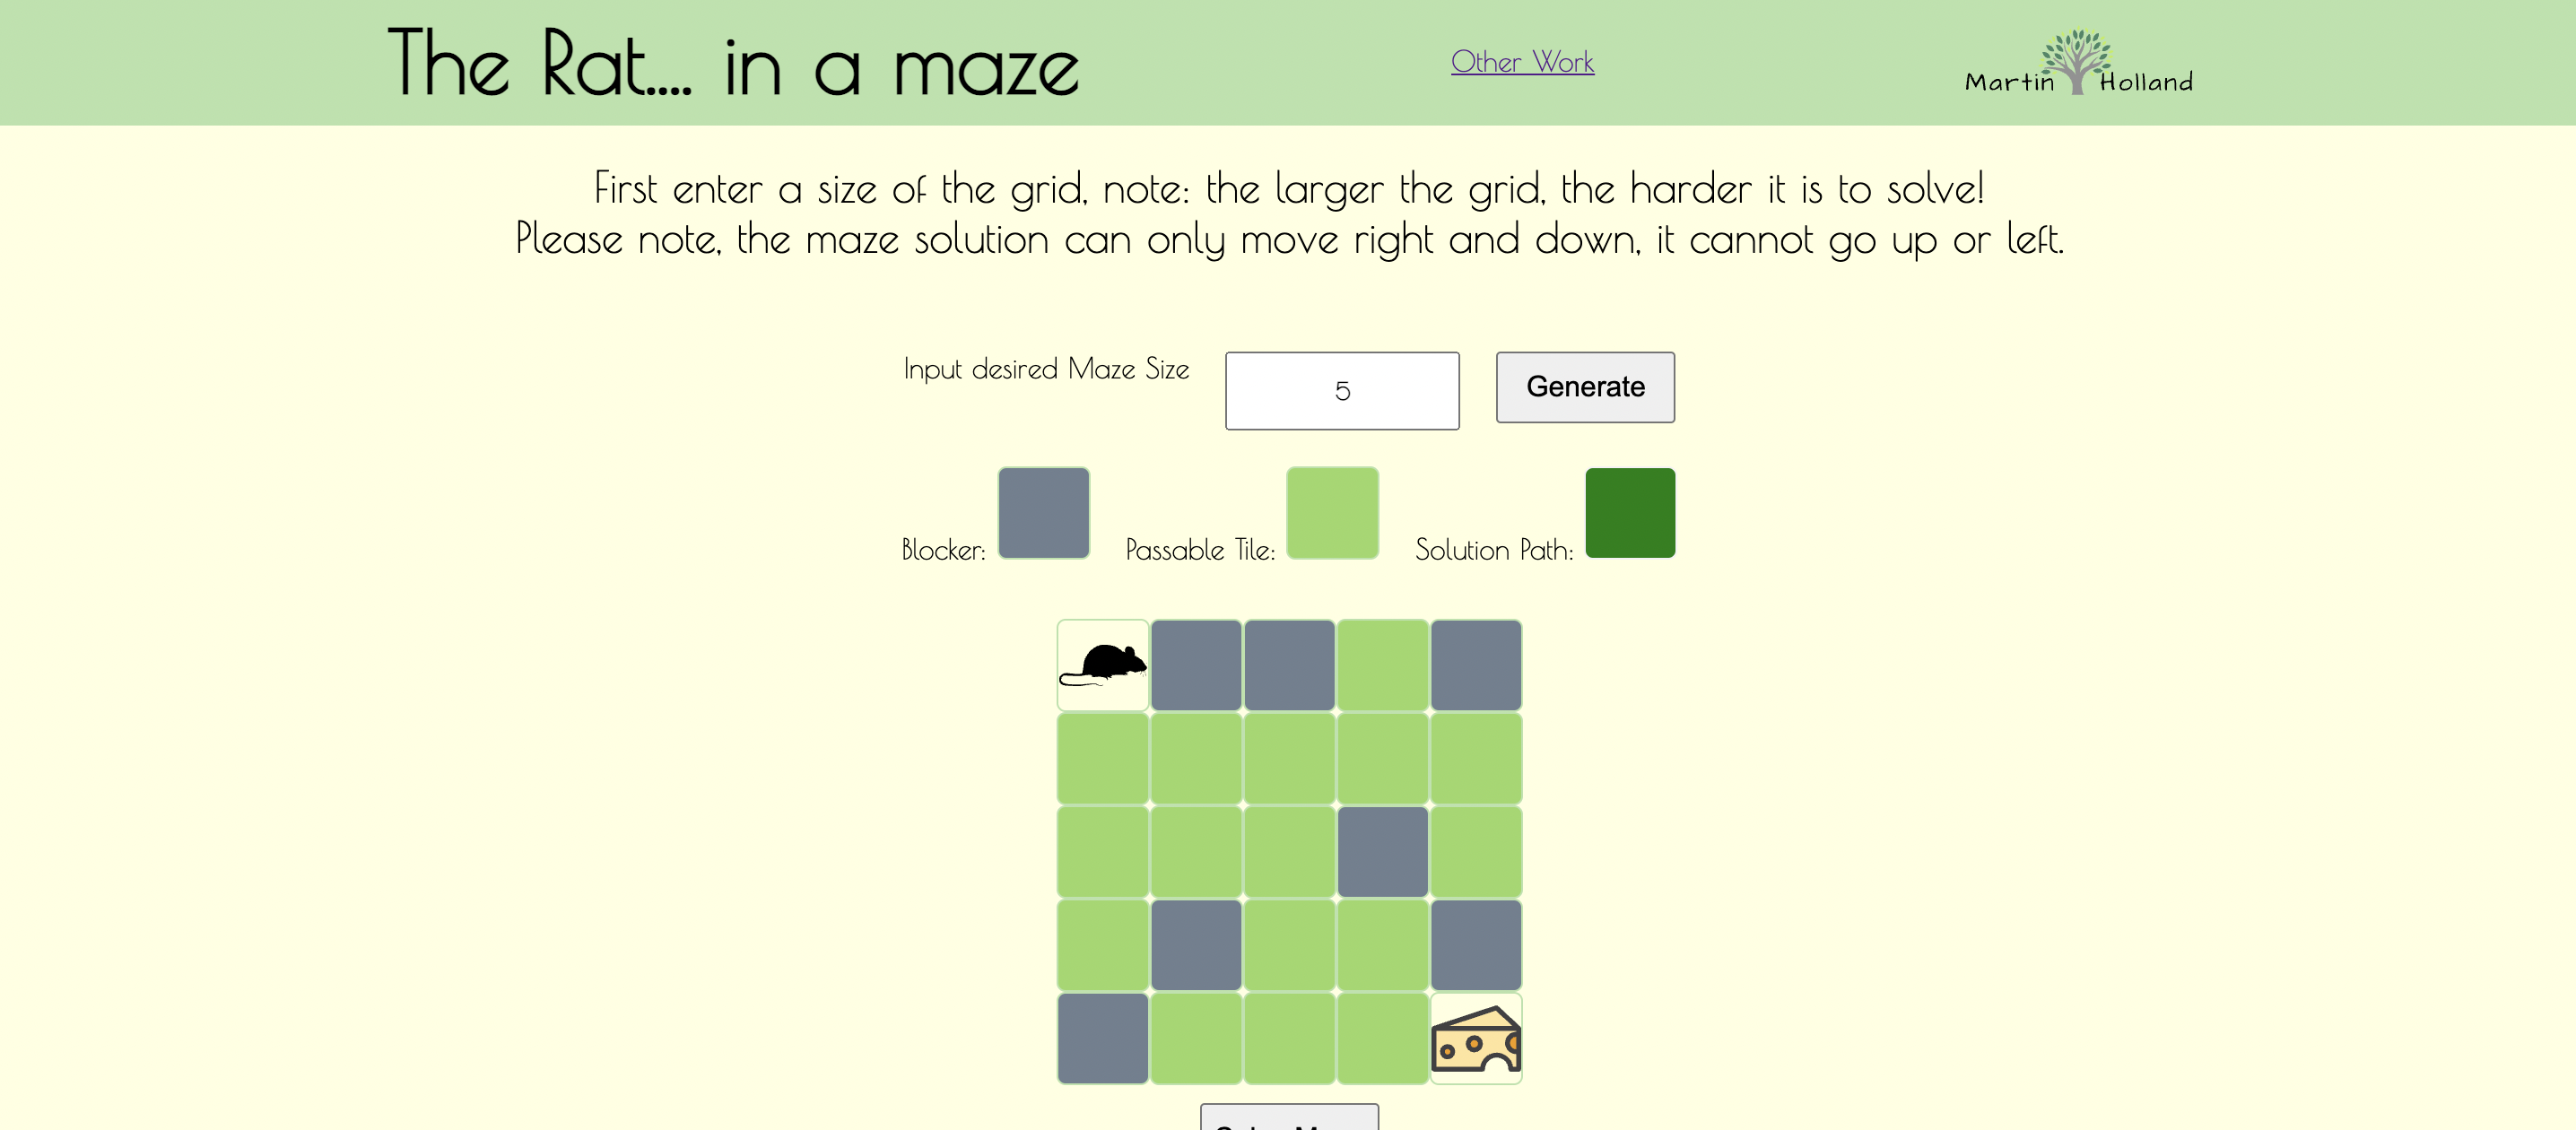 The Rat.... in a maze
Other Work
Martin Holland
First enter a size of the grid, note: the larger the grid, the harder it is to solve!
Please note, the maze solution can only move right and down, it cannot go up or left.
Input desired Maze Size
5
Generate
Blocker:
Passable Tile:
Solution Path: